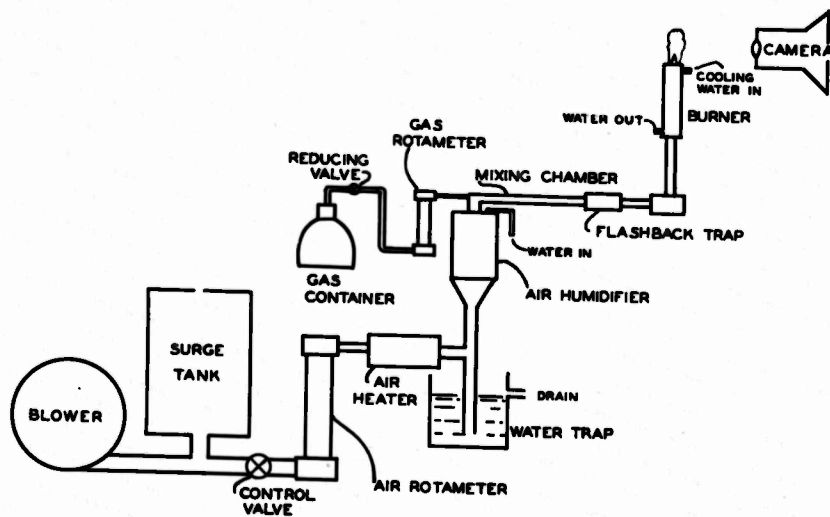 CAMERA
COOLING
WATER IN
BURNER
WATER OUT
GAS
ROTAMETER
REDUCING
VALVE
MIXING CHAMBER
FLASHBACK TRAP
WATER IN
GAS
CONTAINER
AIR HUMIDIFIER
SURGE
TANK
AIR
HEATER
DRAIN
BLOWER
WATER TRAP
CONTROL
VALVE
AIR ROTAMETER